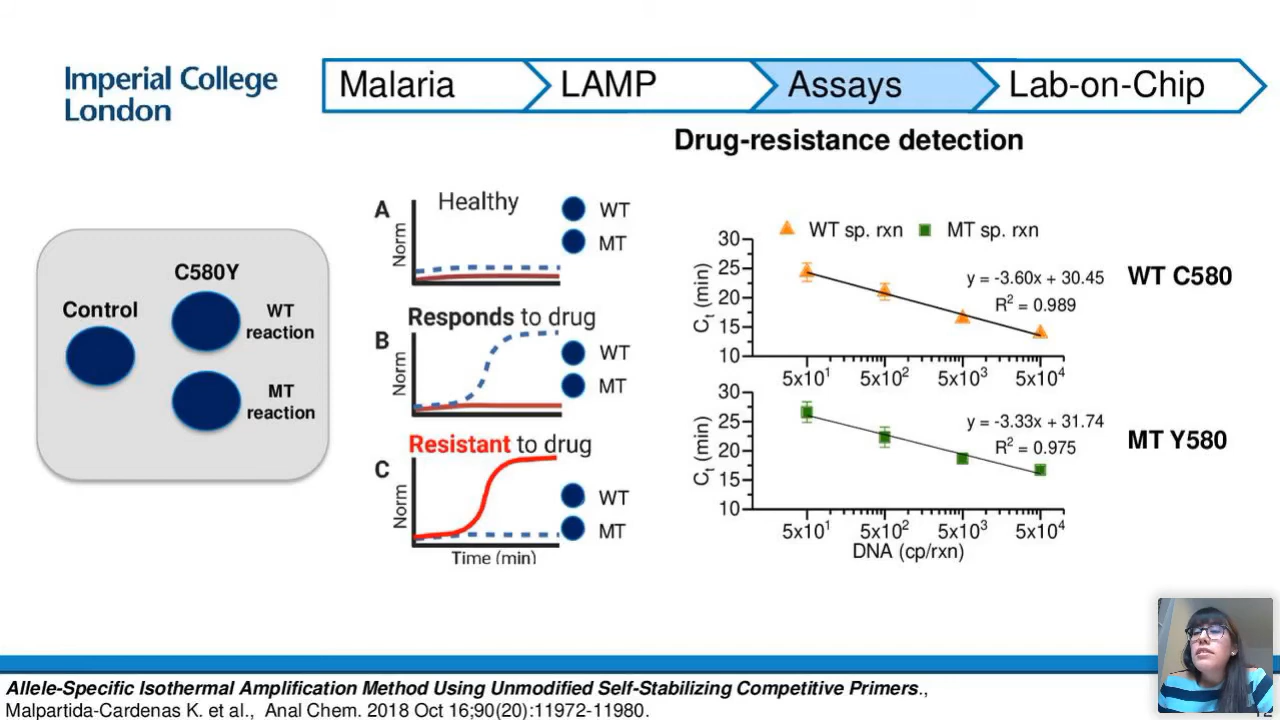 Imperial College
London
Malaria
LAMP
Assays
Lab-on-Chip
Drug-resistance detection
Control
C580Y
WT
reaction
MT
reaction
A
Healthy
Norm
WT
MT
Responds to drug
B
Norm
WT
MT
Resistant to drug
C
Norm
WT
MT
Time (min)
WT sp. rxn
MT sp. rxn
30
25
20
15
10
Ct (min)
y = -3.60x + 30.45
R² = 0.989
WT C580
5x10¹ 5x10² 5x10³ 5x10⁴
30
25
20
15
10
Ct (min)
y = -3.33x + 31.74
R² = 0.975
MT Y580
5x10¹ 5x10² 5x10³ 5x10⁴
DNA (cp/rxn)
Allele-Specific Isothermal Amplification Method Using Unmodified Self-Stabilizing Competitive Primers.,
Malpartida-Cardenas K. et al., Anal Chem. 2018 Oct 16;90(20):11972-11980.